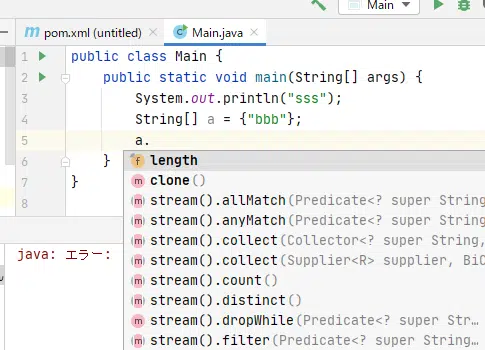 Main
pom.xml (untitled) × Main.java ×
1 public class Main {
2 public static void main(String[] args) {
3 System.out.println("sss");
4 String[] a = {"bbb"};
5 a.
6 }
7 }
8
length
clone()
stream().allMatch(Predicate<? super String
stream().anyMatch(Predicate<? super String
stream().collect(Collector<? super String,
stream().collect(Supplier<R> supplier, BiC
stream().count()
stream().distinct()
stream().dropWhile(Predicate<? super Str…
stream().filter(Predicate<? super String
java: エラー: